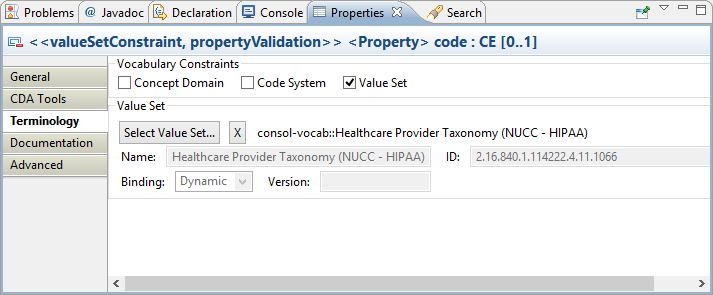 Problems @ Javadoc Declaration Console Properties Search
<<valueSetConstraint, propertyValidation>> <Property> code : CE [0..1]
General
CDA Tools
Terminology
Documentation
Advanced
Vocabulary Constraints
Concept Domain Code System Value Set
Value Set
Select Value Set... X consol-vocab::Healthcare Provider Taxonomy (NUCC - HIPAA)
Name: Healthcare Provider Taxonomy (NUCC - HIPAA) ID: 2.16.840.1.114222.4.11.1066
Binding: Dynamic Version: